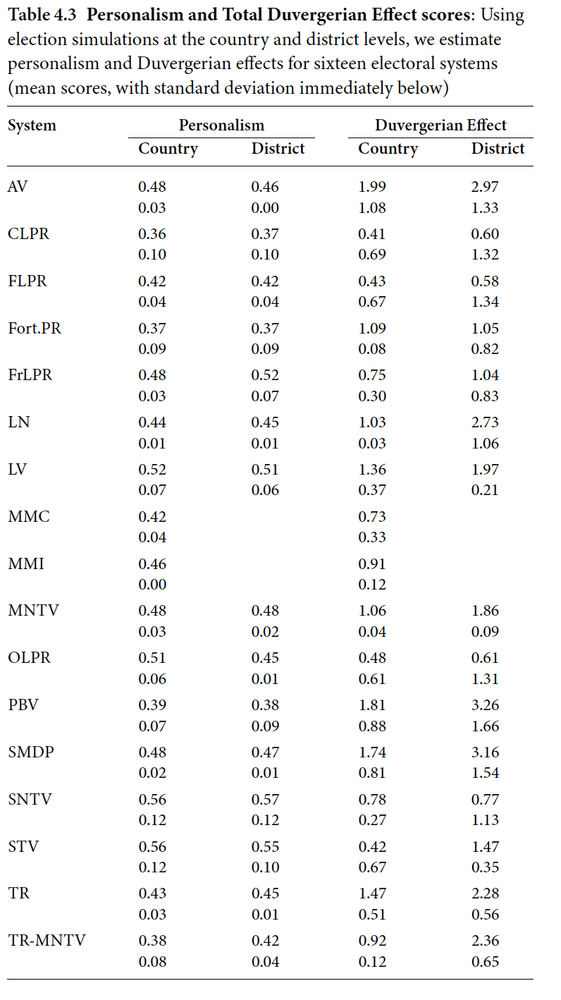 Table 4.3 Personalism and Total Duvergerian Effect scores: Using
election simulations at the country and district levels, we estimate
personalism and Duvergerian effects for sixteen electoral systems
(mean scores, with standard deviation immediately below)
System Personalism Duvergerian Effect
Country District Country District
AV 0.48 0.46 1.99 2.97
0.03 0.00 1.08 1.33
CLPR 0.36 0.37 0.41 0.60
0.10 0.10 0.69 1.32
FLPR 0.42 0.42 0.43 0.58
0.04 0.04 0.67 1.34
Fort.PR 0.37 0.37 1.09 1.05
0.09 0.09 0.08 0.82
FrLPR 0.48 0.52 0.75 1.04
0.03 0.07 0.30 0.83
LN 0.44 0.45 1.03 2.73
0.01 0.01 0.03 1.06
LV 0.52 0.51 1.36 1.97
0.07 0.06 0.37 0.21
MMC 0.42 0.73
0.04 0.33
MMI 0.46 0.91
0.00 0.12
MNTV 0.48 0.48 1.06 1.86
0.03 0.02 0.04 0.09
OLPR 0.51 0.45 0.48 0.61
0.06 0.01 0.61 1.31
PBV 0.39 0.38 1.81 3.26
0.07 0.09 0.88 1.66
SMDP 0.48 0.47 1.74 3.16
0.02 0.01 0.81 1.54
SNTV 0.56 0.57 0.78 0.77
0.12 0.12 0.27 1.13
STV 0.56 0.55 0.42 1.47
0.12 0.10 0.67 0.35
TR 0.43 0.45 1.47 2.28
0.03 0.01 0.51 0.56
TR-MNTV 0.38 0.42 0.92 2.36
0.08 0.04 0.12 0.65